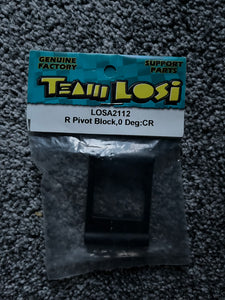 GENUINE FACTORY
SUPPORT PARTS
TEAM LOSI
LOSA2112
R Pivot Block,0 Deg:CR